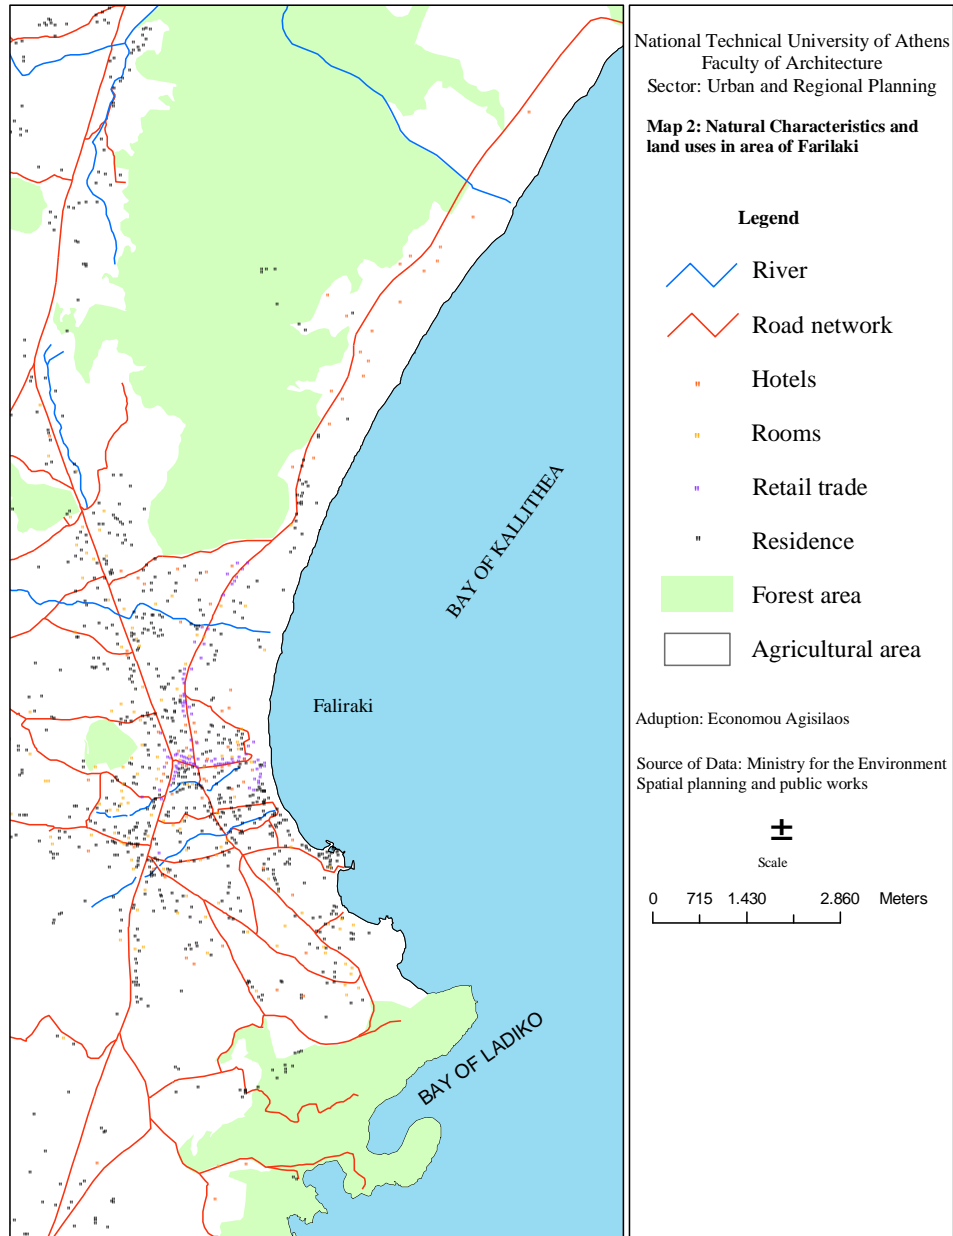 National Technical University of Athens
Faculty of Architecture
Sector: Urban and Regional Planning
Map 2: Natural Characteristics and
land uses in area of Farilaki
Legend
River
Road network
Hotels
Rooms
Retail trade
Residence
Forest area
Agricultural area
Aduption: Economou Agisilaos
Source of Data: Ministry for the Environment
Spatial planning and public works
±
Scale
0 715 1.430 2.860 Meters
BAY OF KALLITHEA
Faliraki
BAY OF LADIKO